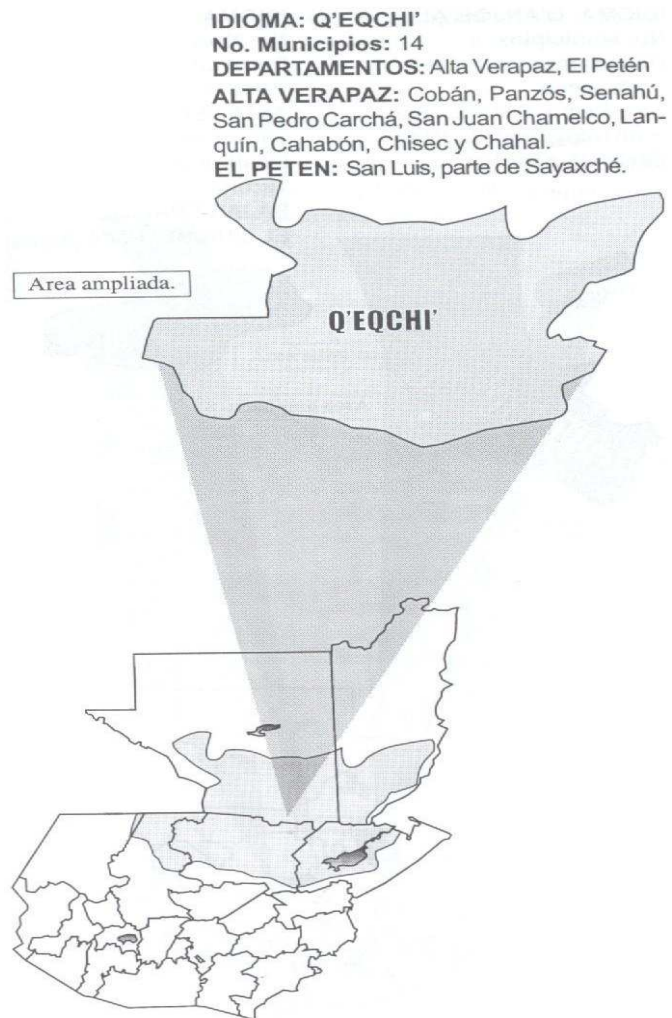 IDIOMA: Q'EQCHI'
No. Municipios: 14
DEPARTAMENTOS: Alta Verapaz, El Petén
ALTA VERAPAZ: Cobán, Panzós, Senahú,
San Pedro Carchá, San Juan Chamelco, Lan-
quín, Cahabón, Chisec y Chahal.
EL PETEN: San Luis, parte de Sayaxché.
Area ampliada.
Q'EQCHI'